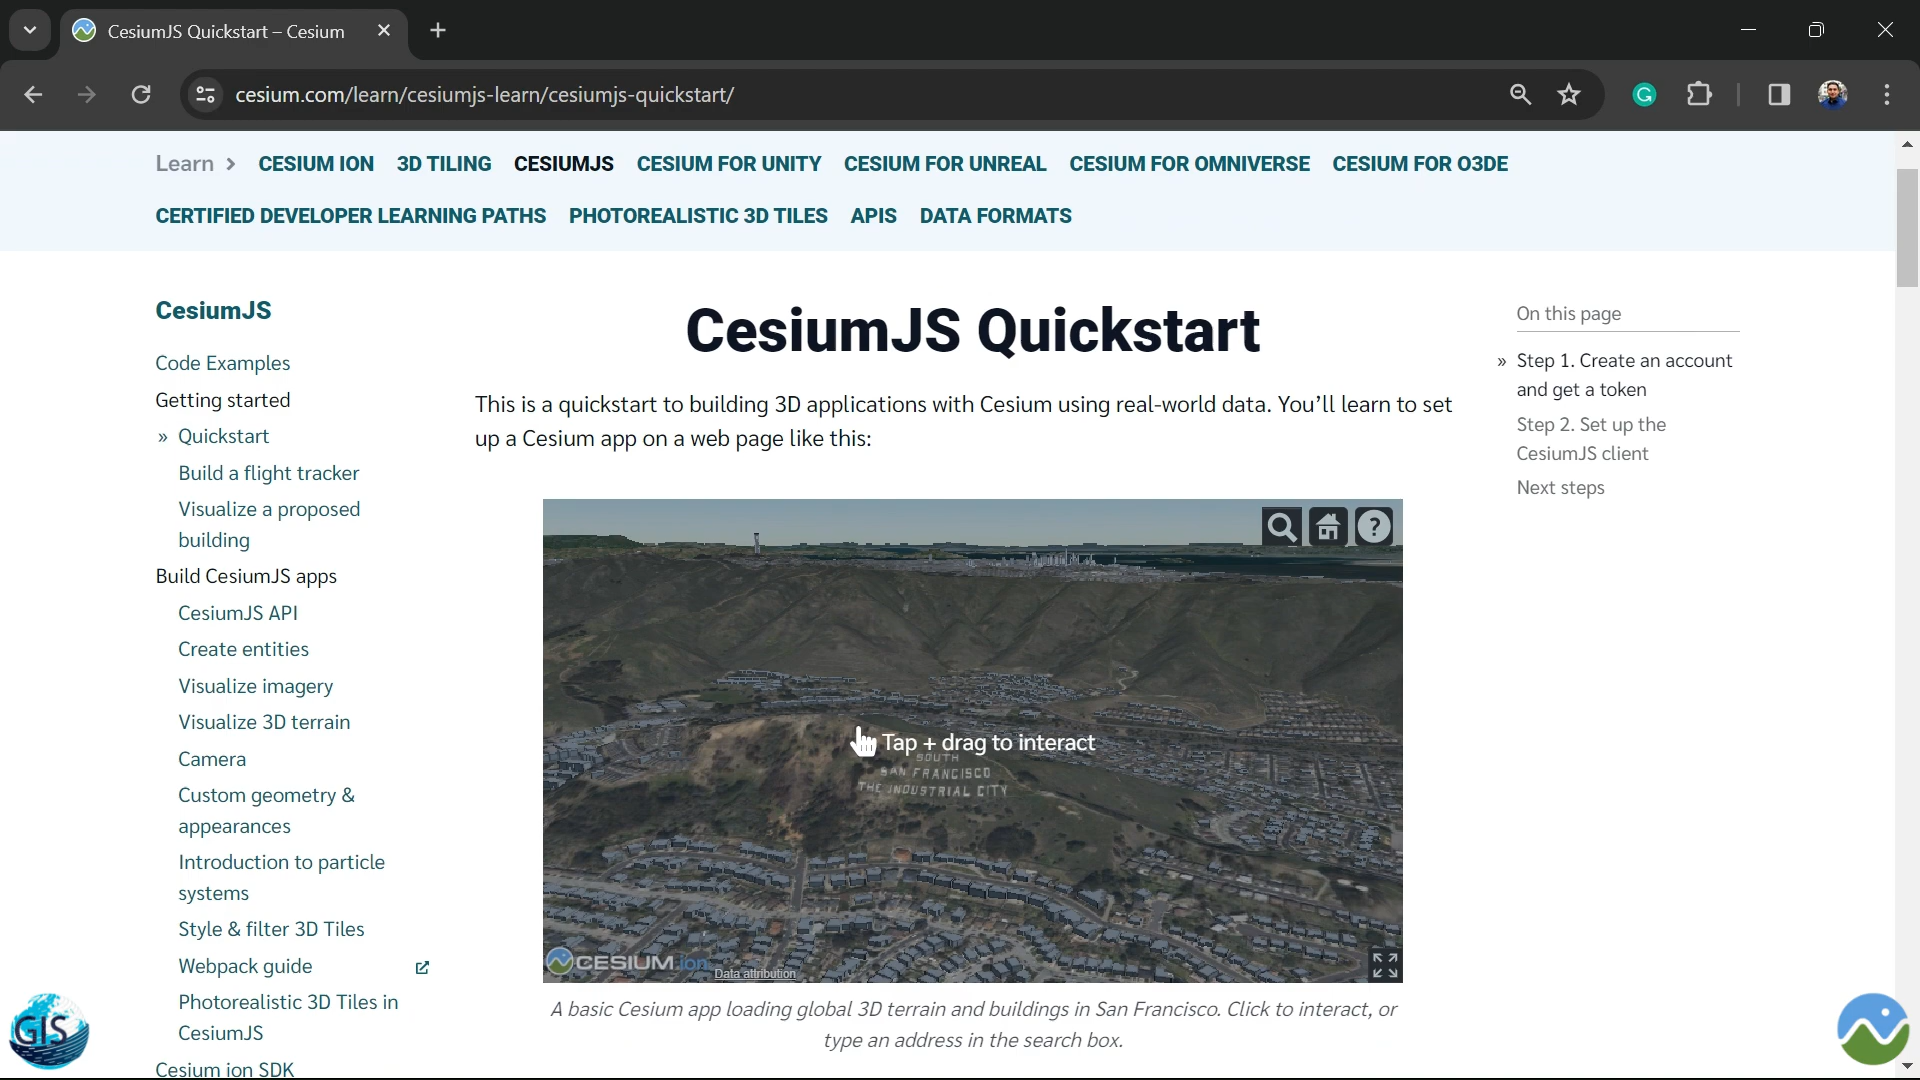 CesiumJS Quickstart – Cesium
cesium.com/learn/cesiumjs-learn/cesiumjs-quickstart/
Learn > CESIUM ION 3D TILING CESIUMJS CESIUM FOR UNITY CESIUM FOR UNREAL CESIUM FOR OMNIVERSE CESIUM FOR O3DE
CERTIFIED DEVELOPER LEARNING PATHS PHOTOREALISTIC 3D TILES APIS DATA FORMATS
CesiumJS
Code Examples
Getting started
» Quickstart
Build a flight tracker
Visualize a proposed
building
Build CesiumJS apps
CesiumJS API
Create entities
Visualize imagery
Visualize 3D terrain
Camera
Custom geometry &
appearances
Introduction to particle
systems
Style & filter 3D Tiles
Webpack guide
Photorealistic 3D Tiles in
CesiumJS
Cesium ion SDK
CesiumJS Quickstart
This is a quickstart to building 3D applications with Cesium using real-world data. You’ll learn to set
up a Cesium app on a web page like this:
?
Tap + drag to interact
SOUTH
SAN FRANCISCO
THE INDUSTRIAL CITY
CESIUM ion
Data attribution
A basic Cesium app loading global 3D terrain and buildings in San Francisco. Click to interact, or
type an address in the search box.
On this page
» Step 1. Create an account
and get a token
Step 2. Set up the
CesiumJS client
Next steps
GIS